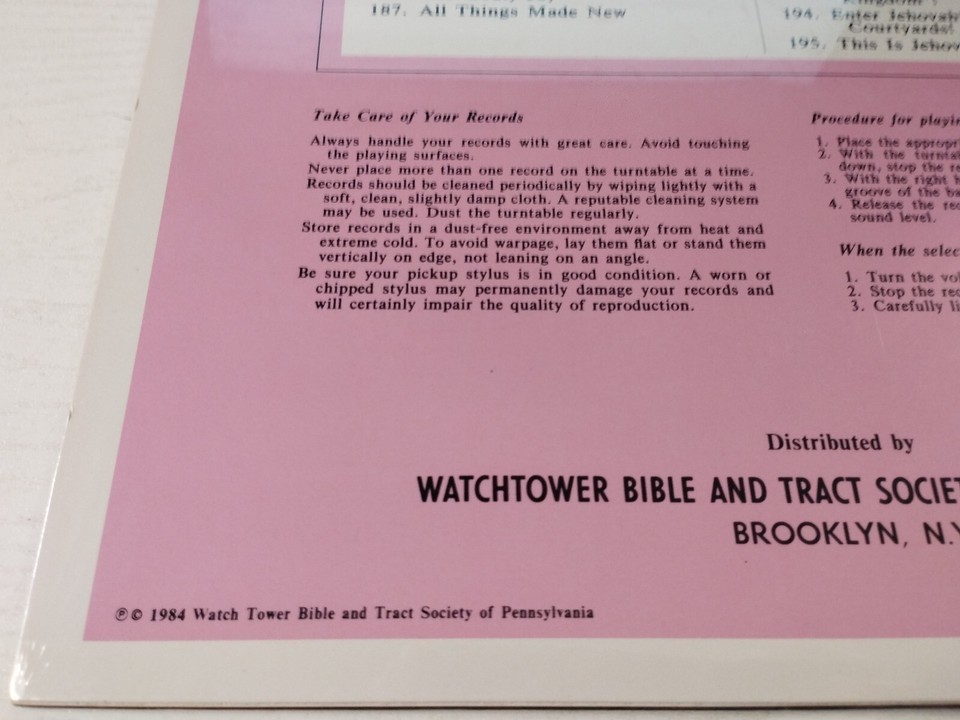 187. All Things Made New
194. Enter Jehovah
Courtyards!
195. This Is Jehov
Take Care of Your Records
Always handle your records with great care. Avoid touching
the playing surfaces.
Never place more than one record on the turntable at a time.
Records should be cleaned periodically by wiping lightly with a
soft, clean, slightly damp cloth. A reputable cleaning system
may be used. Dust the turntable regularly.
Store records in a dust-free environment away from heat and
extreme cold. To avoid warpage, lay them flat or stand them
vertically on edge, not leaning on an angle.
Be sure your pickup stylus is in good condition. A worn or
chipped stylus may permanently damage your records and
will certainly impair the quality of reproduction.
Procedure for playin
1. Place the appropri
2. With the turntab
down, stop the re
3. With the right h
groove of the ba
4. Release the rec
sound level.
When the selec
1. Turn the vol
2. Stop the rec
3. Carefully li
Distributed by
WATCHTOWER BIBLE AND TRACT SOCIET
BROOKLYN, N.Y
℗© 1984 Watch Tower Bible and Tract Society of Pennsylvania